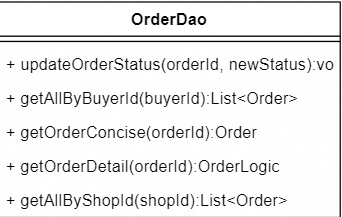 OrderDao
+ updateOrderStatus(orderId, newStatus):vo
+ getAllByBuyerId(buyerId):List<Order>
+ getOrderConcise(orderId):Order
+ getOrderDetail(orderId):OrderLogic
+ getAllByShopId(shopId):List<Order>